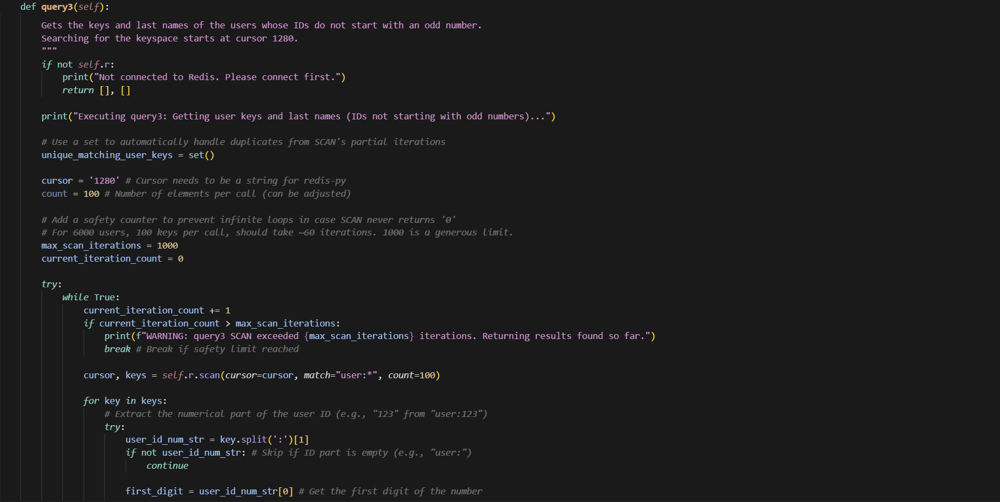 def query3(self):
Gets the keys and last names of the users whose IDs do not start with an odd number.
Searching for the keyspace starts at cursor 1280.
"""
if not self.r:
print("Not connected to Redis. Please connect first.")
return [], []
print("Executing query3: Getting user keys and last names (IDs not starting with odd numbers)...")
# Use a set to automatically handle duplicates from SCAN's partial iterations
unique_matching_user_keys = set()
cursor = '1280' # Cursor needs to be a string for redis-py
count = 100 # Number of elements per call (can be adjusted)
# Add a safety counter to prevent infinite loops in case SCAN never returns '0'
# For 6000 users, 100 keys per call, should take ~60 iterations. 1000 is a generous limit.
max_scan_iterations = 1000
current_iteration_count = 0
try:
while True:
current_iteration_count += 1
if current_iteration_count > max_scan_iterations:
print(f"WARNING: query3 SCAN exceeded {max_scan_iterations} iterations. Returning results found so far.")
break # Break if safety limit reached
cursor, keys = self.r.scan(cursor=cursor, match="user:*", count=100)
for key in keys:
# Extract the numerical part of the user ID (e.g., "123" from "user:123")
try:
user_id_num_str = key.split(':')[1]
if not user_id_num_str: # Skip if ID part is empty (e.g., "user:")
continue
first_digit = user_id_num_str[0] # Get the first digit of the number